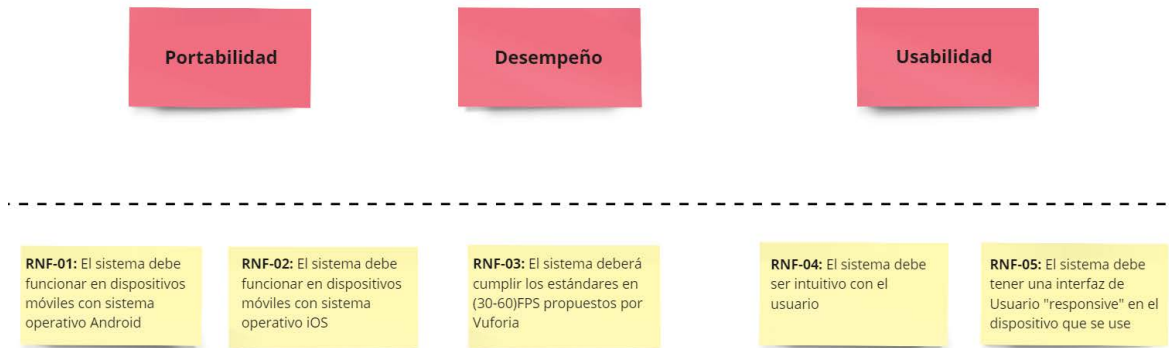 Portabilidad
Desempeño
Usabilidad
RNF-01: El sistema debe
funcionar en dispositivos
móviles con sistema
operativo Android
RNF-02: El sistema debe
funcionar en dispositivos
móviles con sistema
operativo iOS
RNF-03: El sistema deberá
cumplir los estándares en
(30-60)FPS propuestos por
Vuforia
RNF-04: El sistema debe
ser intuitivo con el
usuario
RNF-05: El sistema debe
tener una interfaz de
Usuario "responsive" en el
dispositivo que se use